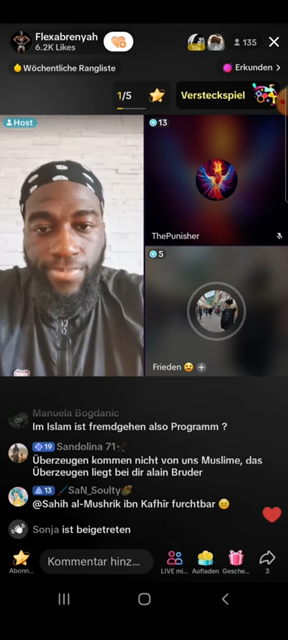 Flexabrenyah
6.2K Likes
135
Wöchentliche Rangliste
Erkunden >
1/5
Versteckspiel
Host
13
ThePunisher
5
Frieden 😉 +
Manuela Bogdanic
Im Islam ist fremdgehen also Programm ?
19 Sandolina 71
Überzeugen kommen nicht von uns Muslime, das
Überzeugen liegt bei dir alain Bruder
13 SaN_Soulty
@Sahih al-Mushrik ibn Kafhir furchtbar
Sonja ist beigetreten
Abonn...
Kommentar hinz...
LIVE mi...
Aufladen
Gesche...
3